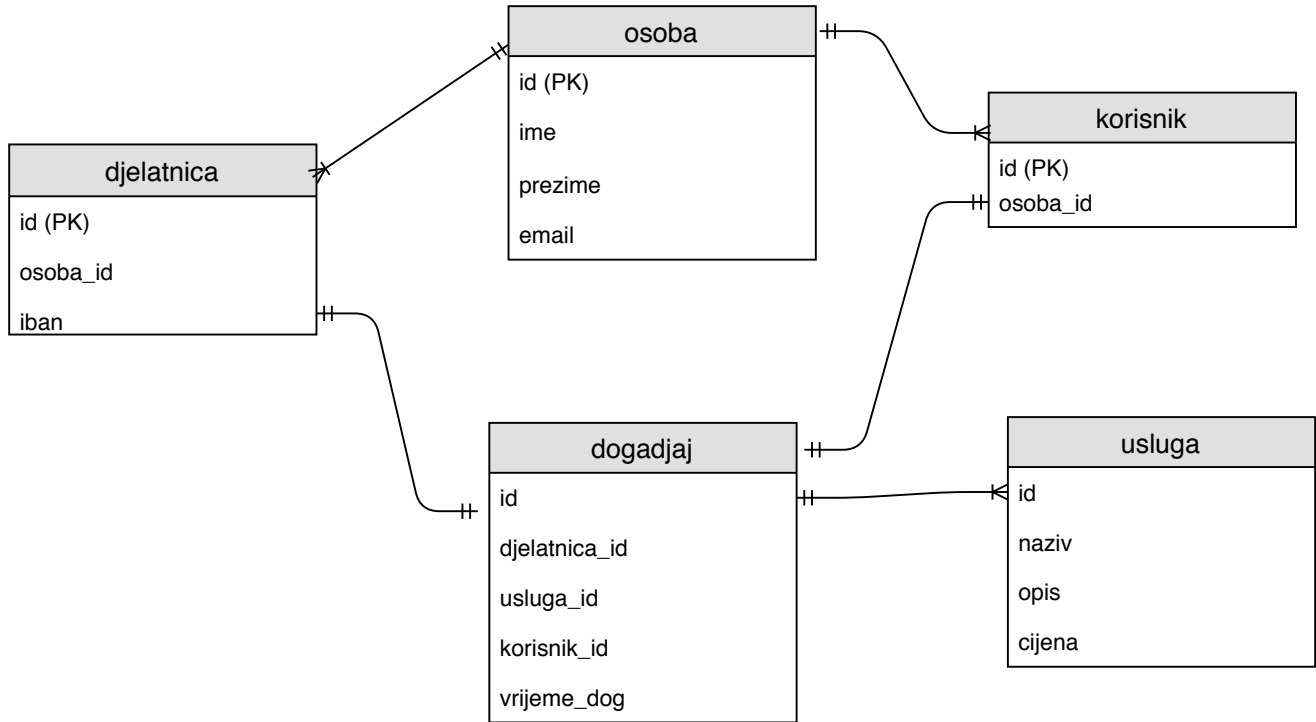 osoba
id (PK)
ime
prezime
email
korisnik
id (PK)
osoba_id
djelatnica
id (PK)
osoba_id
iban
dogadjaj
id
djelatnica_id
usluga_id
korisnik_id
vrijeme_dog
usluga
id
naziv
opis
cijena